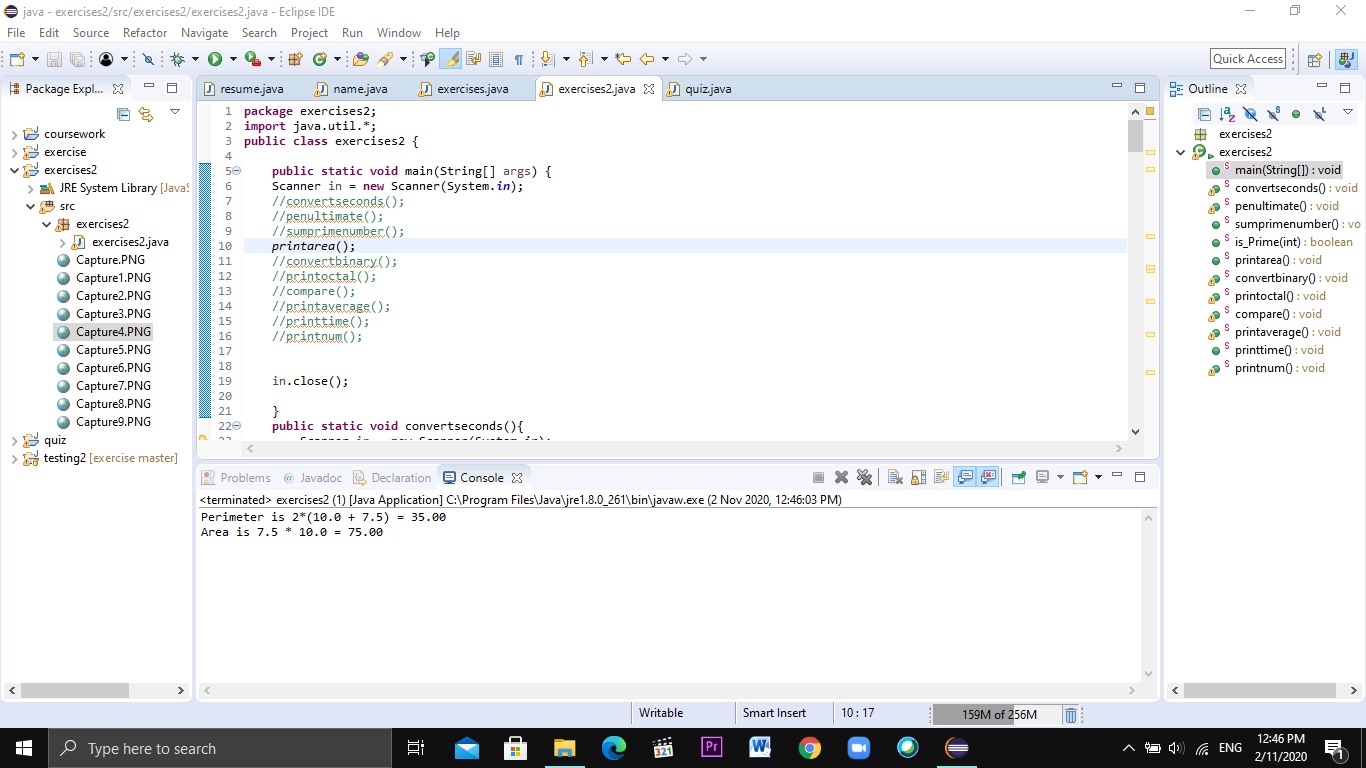 java - exercises2/src/exercises2/exercises2.java - Eclipse IDE
File Edit Source Refactor Navigate Search Project Run Window Help
Quick Access
Package Expl...
coursework
exercise
exercises2
JRE System Library [JavaS
src
exercises2
exercises2.java
Capture.PNG
Capture1.PNG
Capture2.PNG
Capture3.PNG
Capture4.PNG
Capture5.PNG
Capture6.PNG
Capture7.PNG
Capture8.PNG
Capture9.PNG
quiz
testing2 [exercise master]
resume.java name.java exercises.java exercises2.java quiz.java
1 package exercises2;
2 import java.util.*;
3 public class exercises2 {
4
5 public static void main(String[] args) {
6 Scanner in = new Scanner(System.in);
7 //convertseconds();
8 //penultimate();
9 //sumprimenumber();
10 printarea();
11 //convertbinary();
12 //printoctal();
13 //compare();
14 //printaverage();
15 //printtime();
16 //printnum();
17
18
19 in.close();
20
21 }
22 public static void convertseconds(){
23 Scanner in = new Scanner(System.in);
Problems @ Javadoc Declaration Console
<terminated> exercises2 (1) [Java Application] C:\Program Files\Java\jre1.8.0_261\bin\javaw.exe (2 Nov 2020, 12:46:03 PM)
Perimeter is 2*(10.0 + 7.5) = 35.00
Area is 7.5 * 10.0 = 75.00
Outline
exercises2
exercises2
main(String[]) : void
convertseconds() : void
penultimate() : void
sumprimenumber() : vo
is_Prime(int) : boolean
printarea() : void
convertbinary() : void
printoctal() : void
compare() : void
printaverage() : void
printtime() : void
printnum() : void
Writable Smart Insert 10 : 17 159M of 256M
Type here to search
321
Pr
W
ENG
12:46 PM
2/11/2020
1